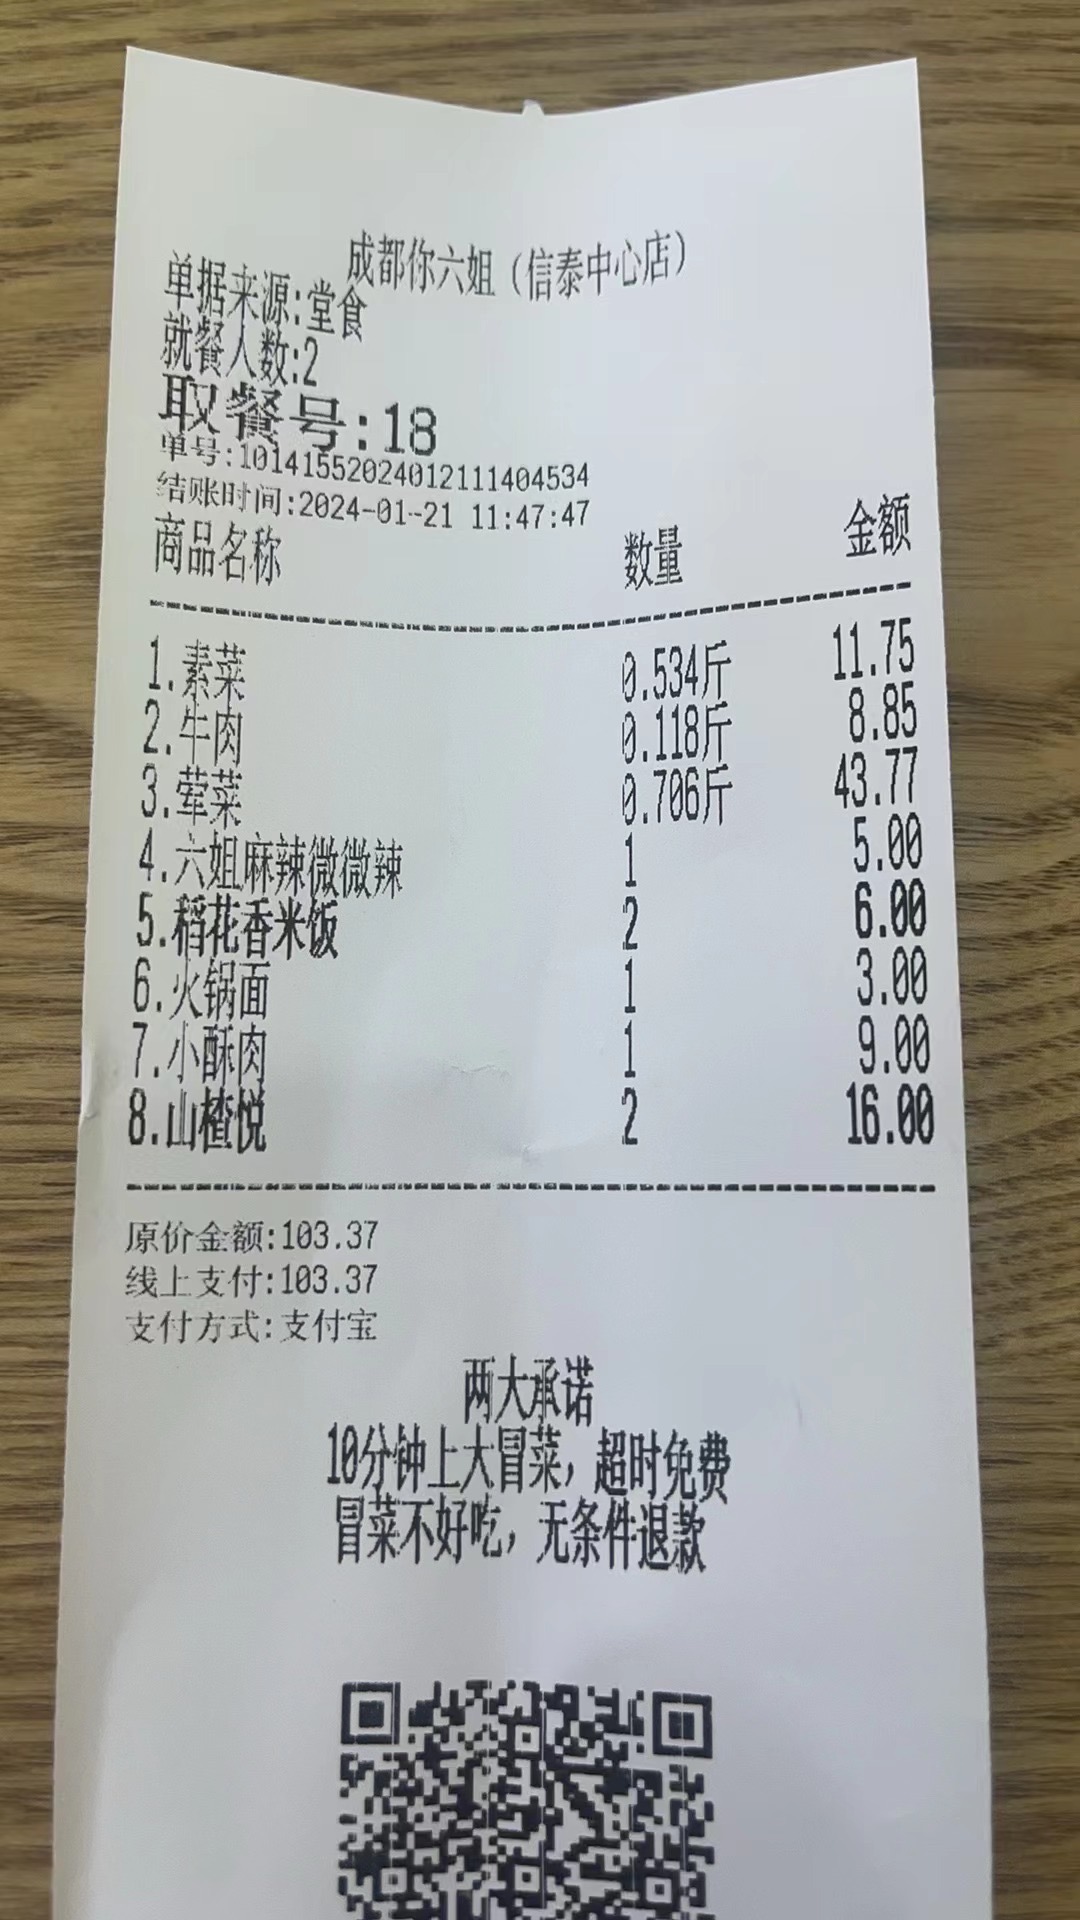 成都你六姐（信泰中心店）
单据来源:堂食
就餐人数:2
取餐号:18
单号:10141552024012111404534
结账时间:2024-01-21 11:47:47
商品名称 数量 金额
1.素菜 0.534斤 11.75
2.牛肉 0.118斤 8.85
3.荤菜 0.706斤 43.77
4.六姐麻辣微微辣 1 5.00
5.稻花香米饭 2 6.00
6.火锅面 1 3.00
7.小酥肉 1 9.00
8.山楂悦 2 16.00
原价金额:103.37
线上支付:103.37
支付方式:支付宝
两大承诺
10分钟上大冒菜，超时免费
冒菜不好吃，无条件退款